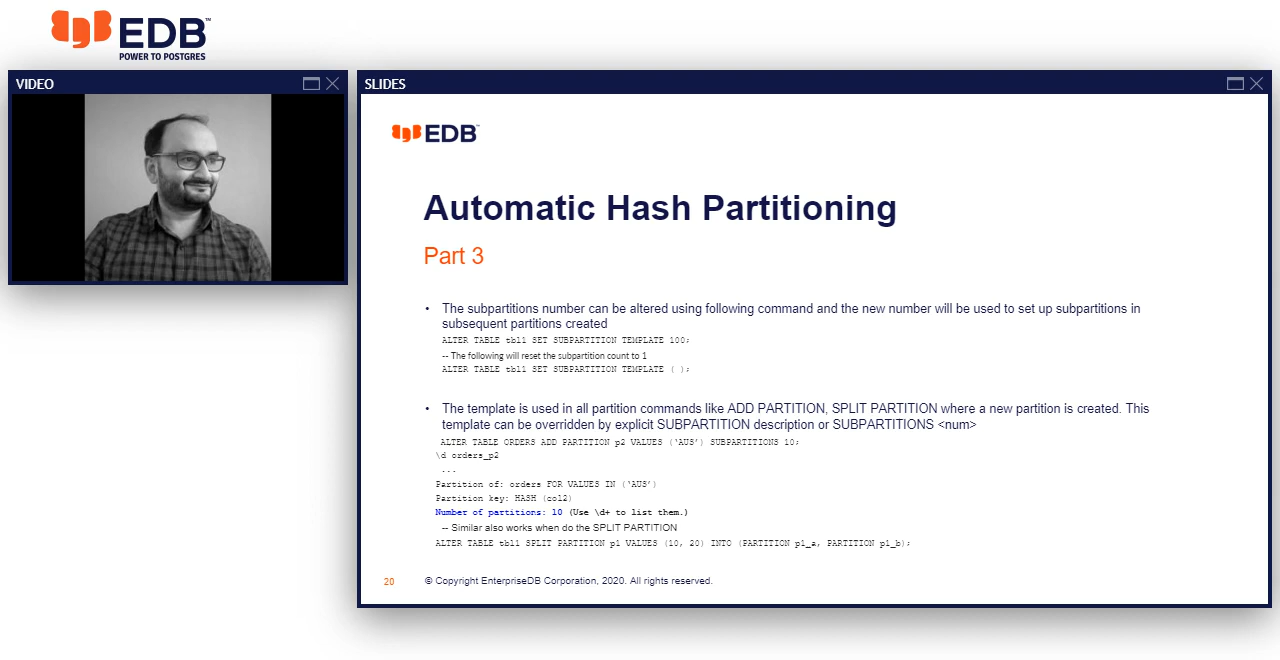 EDB™
POWER TO POSTGRES
VIDEO
SLIDES
EDB™
Automatic Hash Partitioning
Part 3
• The subpartitions number can be altered using following command and the new number will be used to set up subpartitions in
subsequent partitions created
ALTER TABLE tbl1 SET SUBPARTITION TEMPLATE 100;
-- The following will reset the subpartition count to 1
ALTER TABLE tbl1 SET SUBPARTITION TEMPLATE ( );
• The template is used in all partition commands like ADD PARTITION, SPLIT PARTITION where a new partition is created. This
template can be overridden by explicit SUBPARTITION description or SUBPARTITIONS <num>
ALTER TABLE ORDERS ADD PARTITION p2 VALUES (‘AUS’) SUBPARTITIONS 10;
\d orders_p2
...
Partition of: orders FOR VALUES IN (‘AUS’)
Partition key: HASH (col2)
Number of partitions: 10 (Use \d+ to list them.)
-- Similar also works when do the SPLIT PARTITION
ALTER TABLE tbl1 SPLIT PARTITION p1 VALUES (10, 20) INTO (PARTITION p1_a, PARTITION p1_b);
20
© Copyright EnterpriseDB Corporation, 2020. All rights reserved.